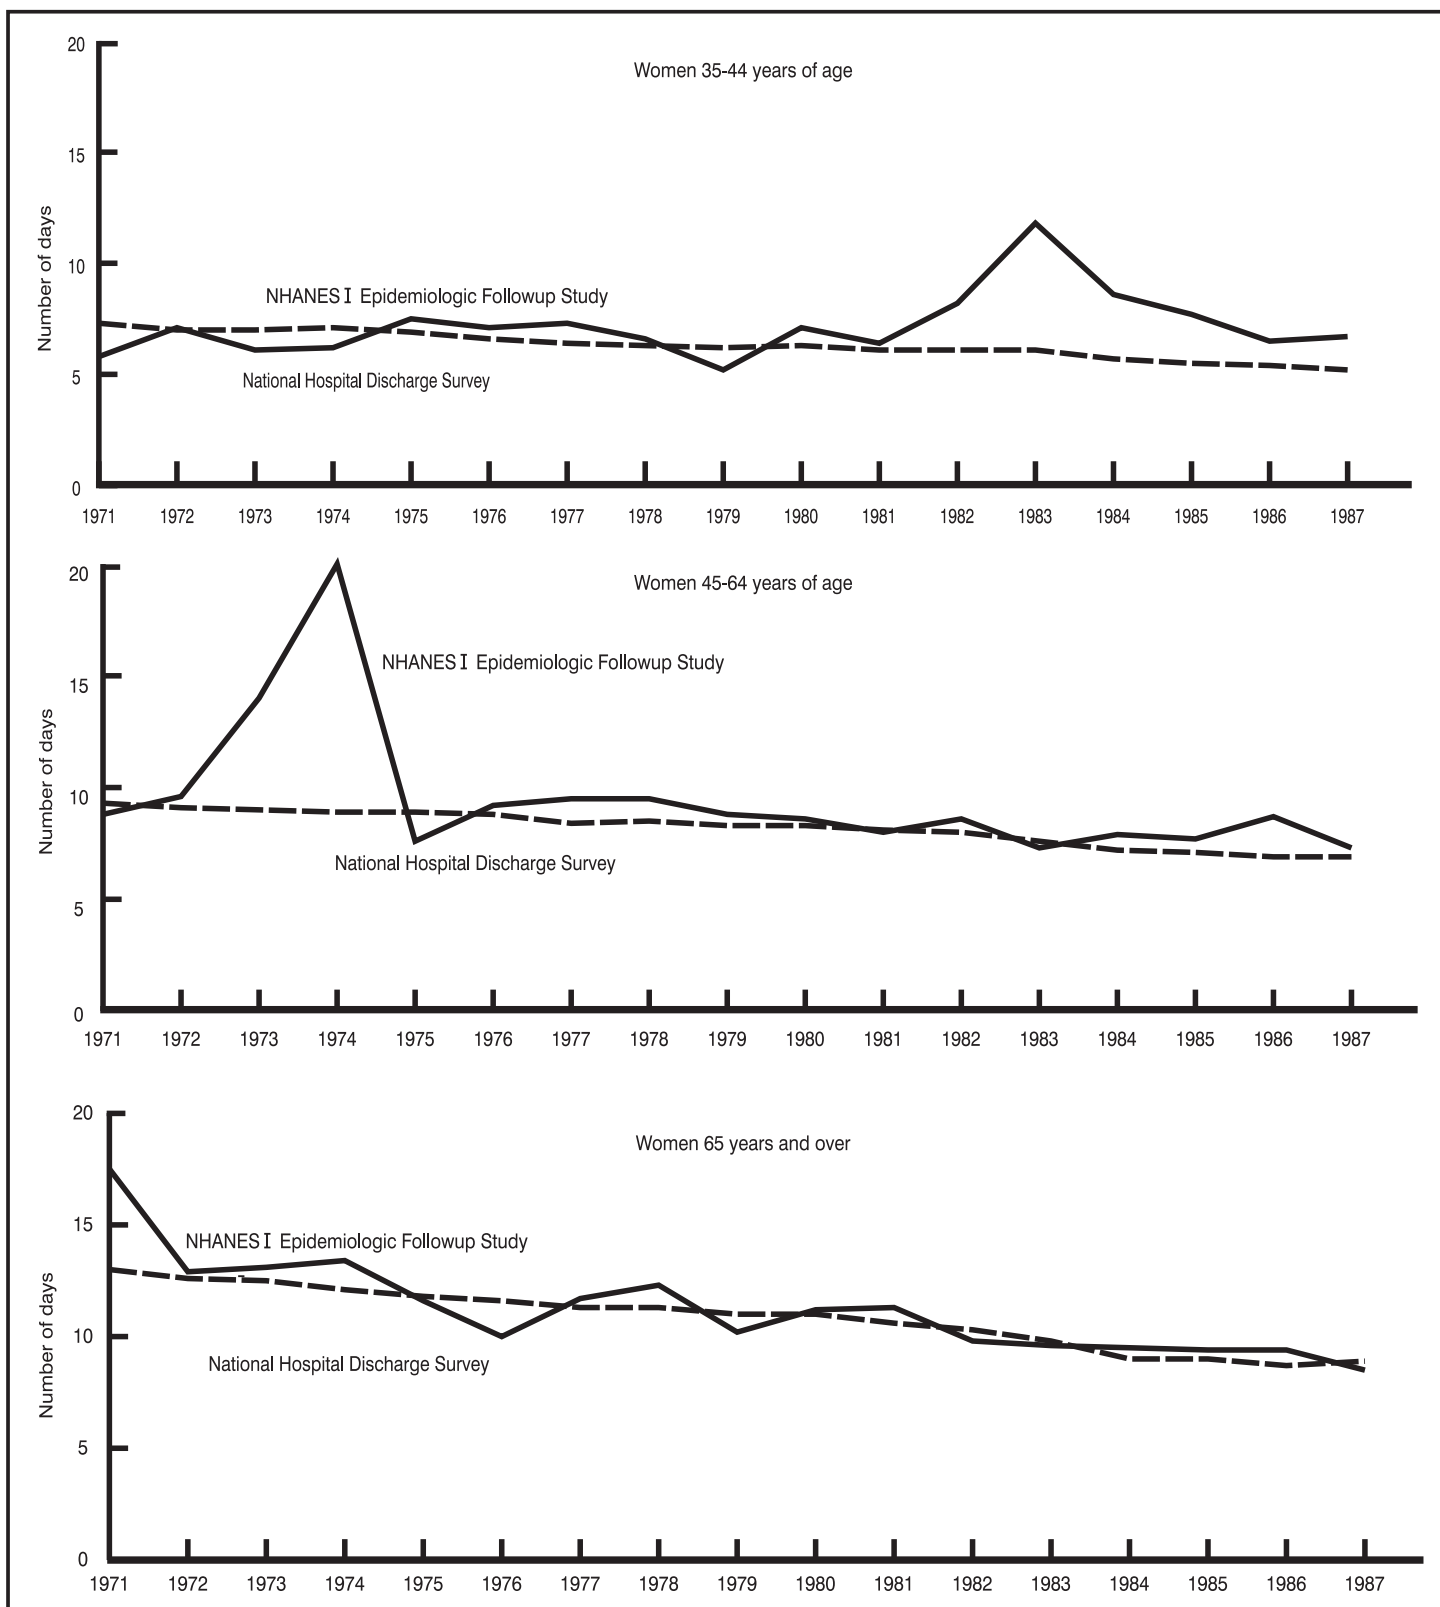 Women 35-44 years of age
Number of days
20
15
10
5
0
NHANES I Epidemiologic Followup Study
National Hospital Discharge Survey
1971 1972 1973 1974 1975 1976 1977 1978 1979 1980 1981 1982 1983 1984 1985 1986 1987
Women 45-64 years of age
Number of days
20
15
10
5
0
NHANES I Epidemiologic Followup Study
National Hospital Discharge Survey
1971 1972 1973 1974 1975 1976 1977 1978 1979 1980 1981 1982 1983 1984 1985 1986 1987
Women 65 years and over
Number of days
20
15
10
5
0
NHANES I Epidemiologic Followup Study
National Hospital Discharge Survey
1971 1972 1973 1974 1975 1976 1977 1978 1979 1980 1981 1982 1983 1984 1985 1986 1987